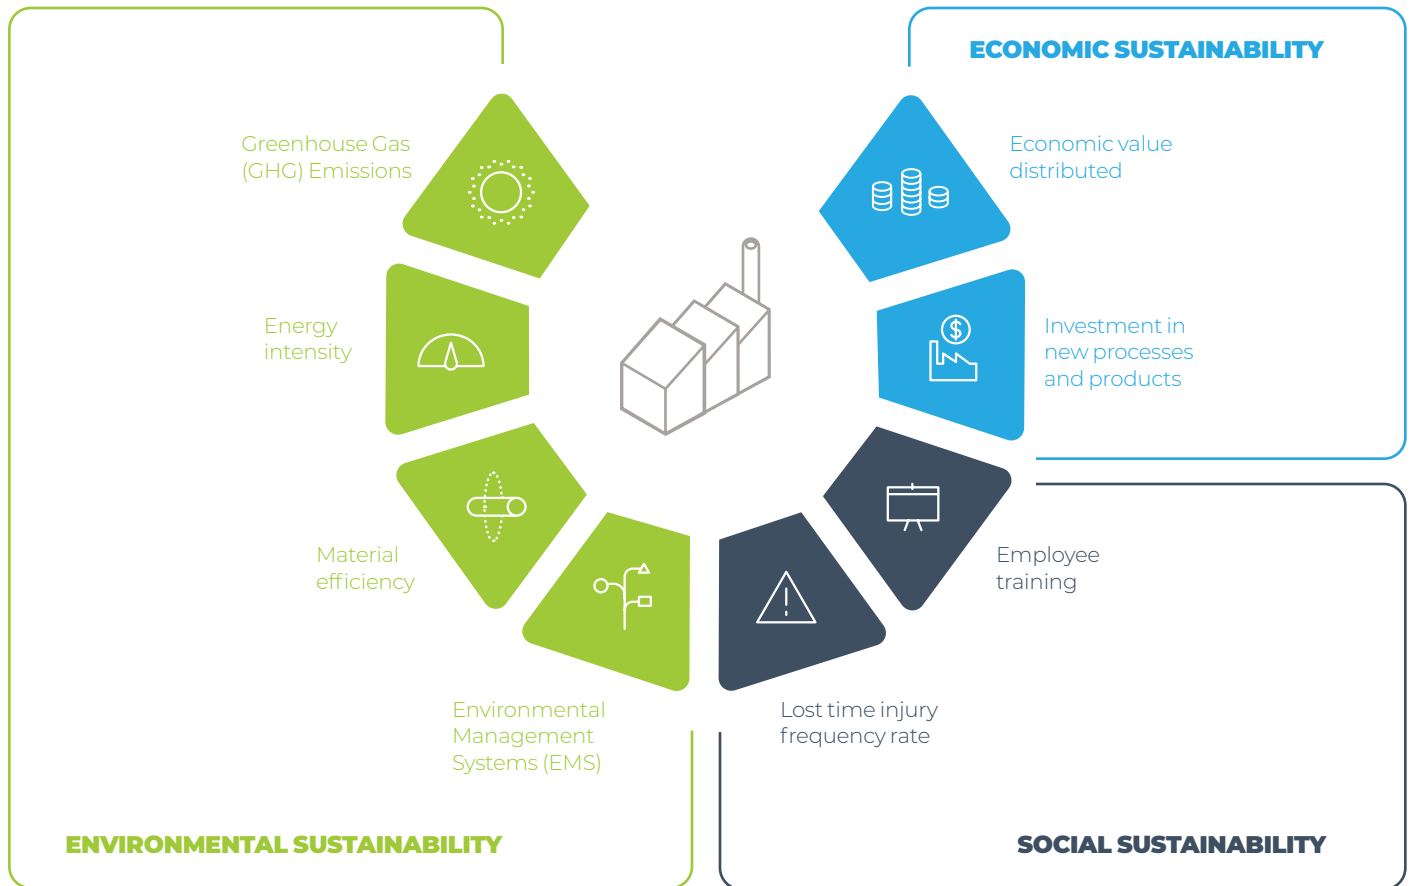 ECONOMIC SUSTAINABILITY
Greenhouse Gas
(GHG) Emissions
Economic value
distributed
Energy
intensity
Investment in
new processes
and products
Material
efficiency
Employee
training
Environmental
Management
Systems (EMS)
Lost time injury
frequency rate
ENVIRONMENTAL SUSTAINABILITY
SOCIAL SUSTAINABILITY
$